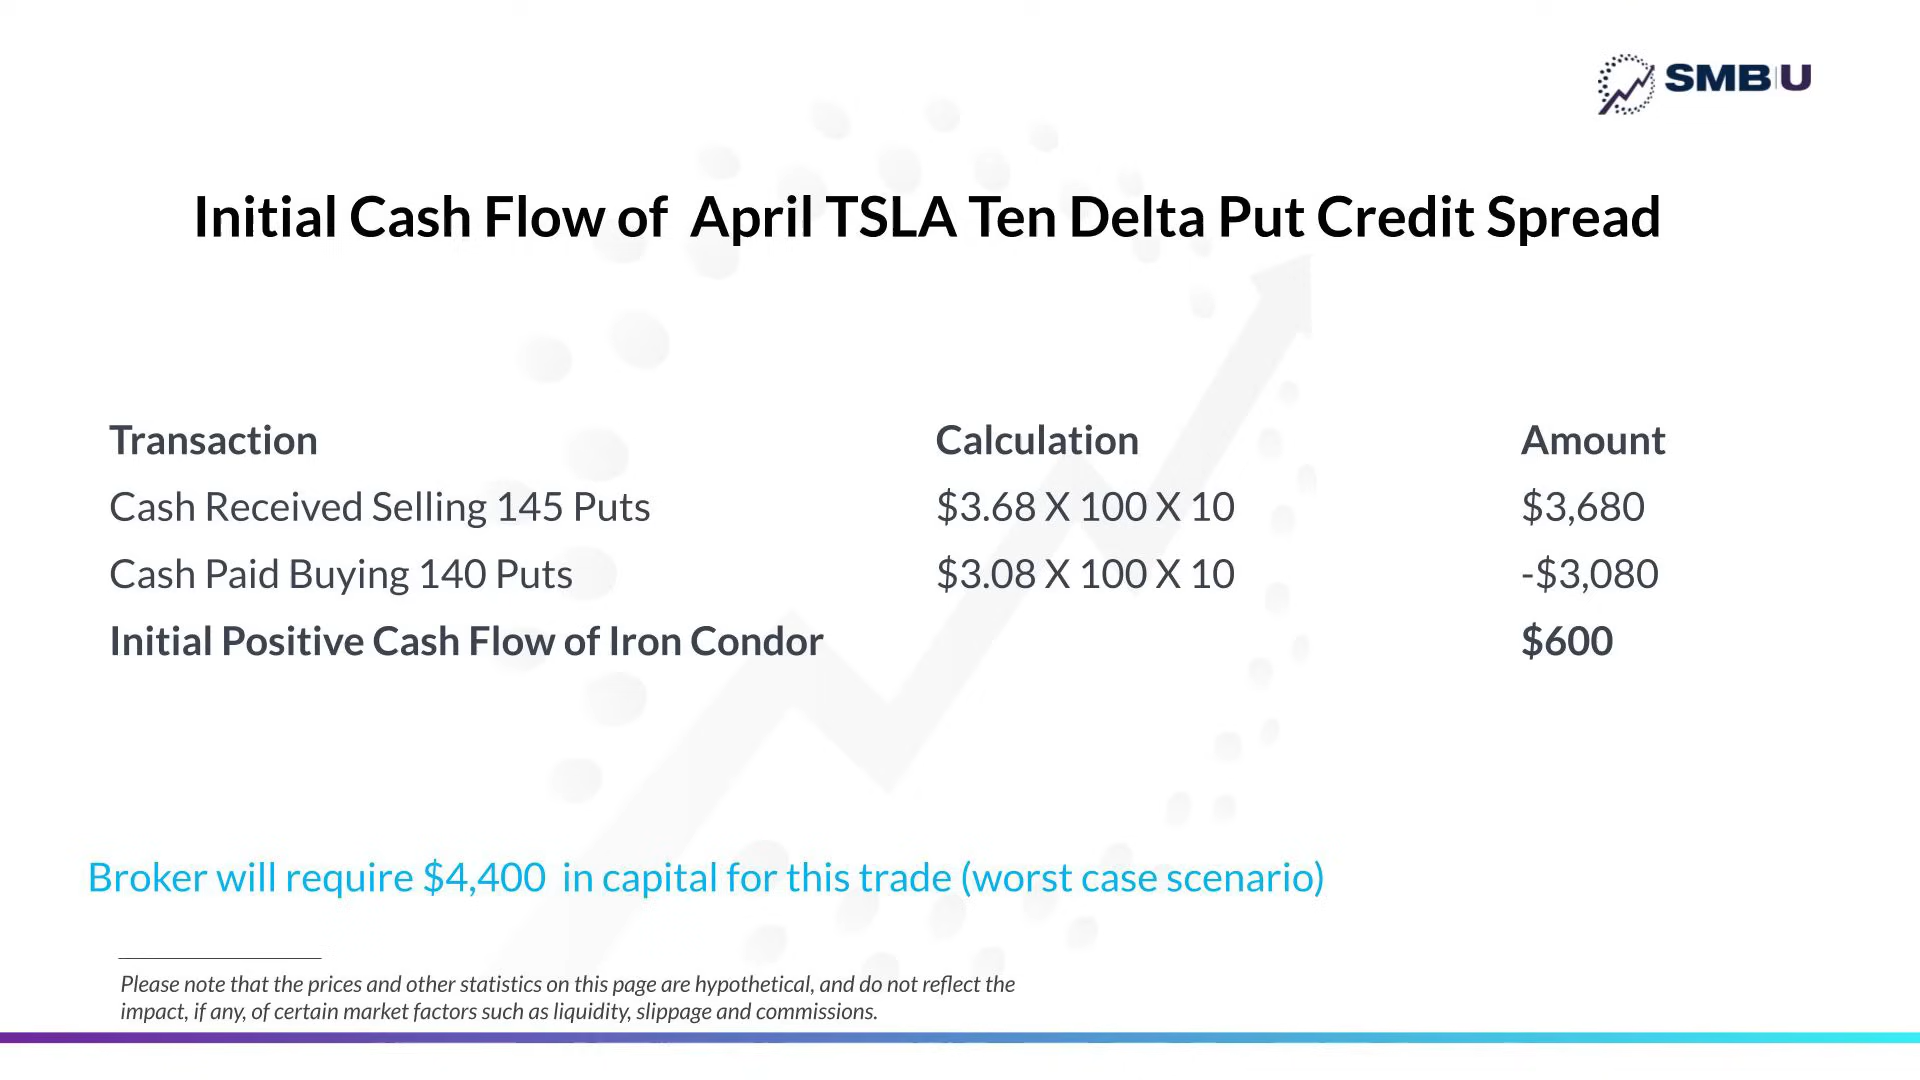 SMB U
Initial Cash Flow of April TSLA Ten Delta Put Credit Spread
Transaction Calculation Amount
Cash Received Selling 145 Puts $3.68 X 100 X 10 $3,680
Cash Paid Buying 140 Puts $3.08 X 100 X 10 -$3,080
Initial Positive Cash Flow of Iron Condor $600
Broker will require $4,400 in capital for this trade (worst case scenario)
Please note that the prices and other statistics on this page are hypothetical, and do not reflect the
impact, if any, of certain market factors such as liquidity, slippage and commissions.